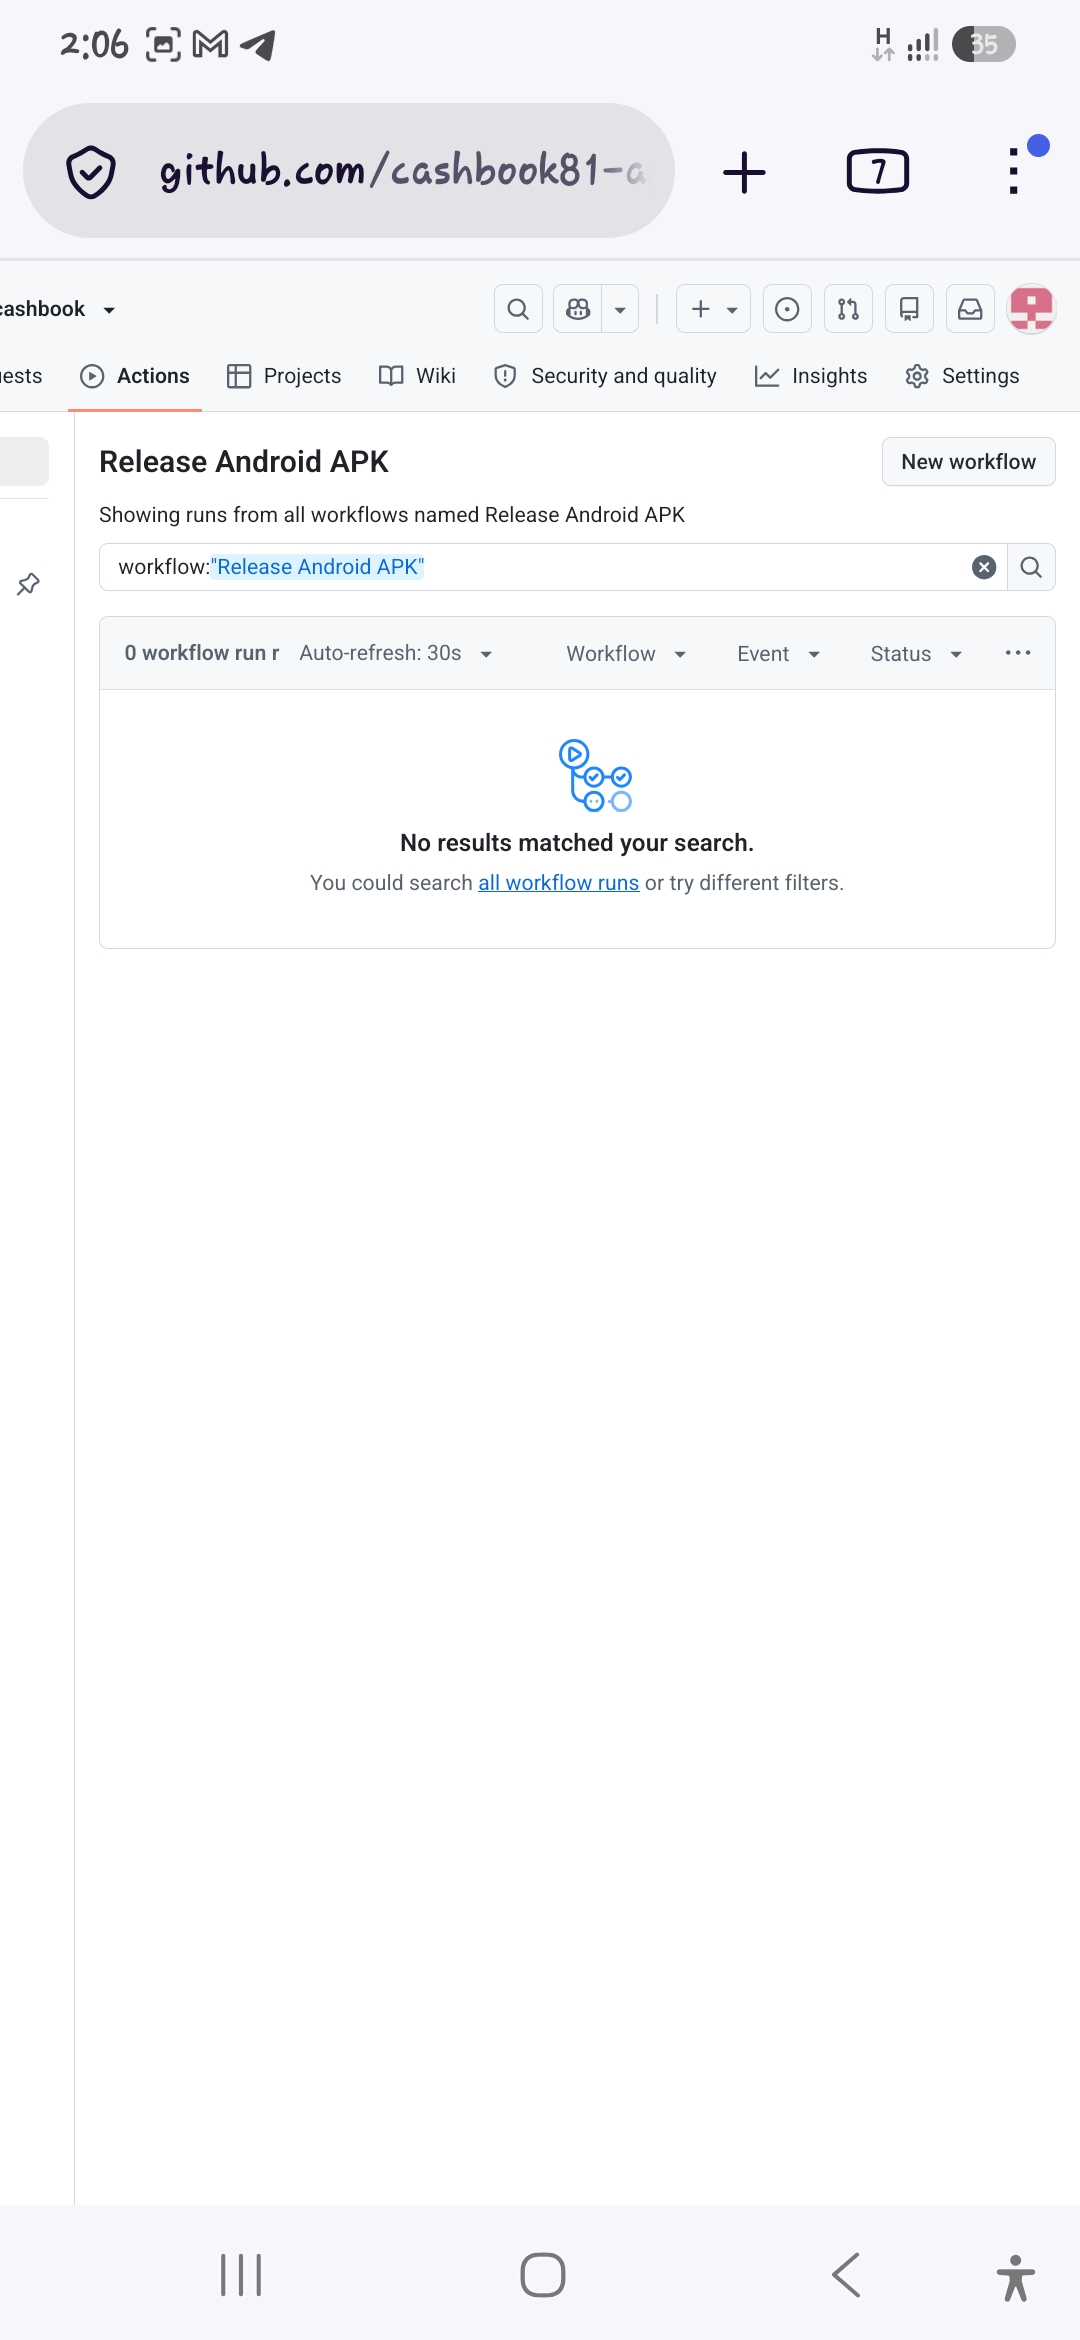 2:06
H
35
github.com/cashbook81-a
7
cashbook
uests Actions Projects Wiki Security and quality Insights Settings
Release Android APK
New workflow
Showing runs from all workflows named Release Android APK
workflow:"Release Android APK"
0 workflow run r Auto-refresh: 30s Workflow Event Status
No results matched your search.
You could search all workflow runs or try different filters.